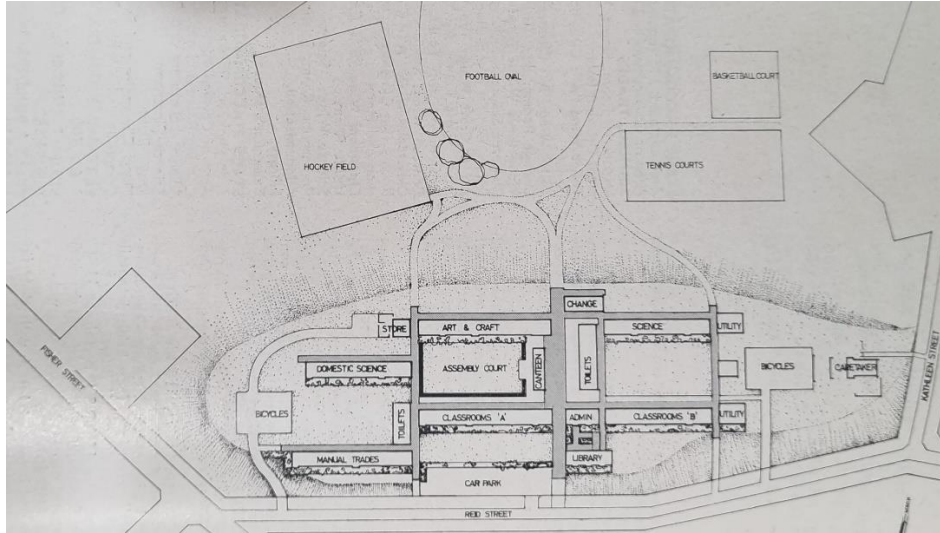 FOOTBALL OVAL
BASKETBALL COURT
HOCKEY FIELD
TENNIS COURTS
CHANGE
STORE
ART & CRAFT
SCIENCE
UTILITY
FISHER STREET
DOMESTIC SCIENCE
ASSEMBLY COURT
CANTEEN
TOILETS
BICYCLES
CARETAKER
KATHLEEN STREET
BICYCLES
TOILETS
CLASSROOMS 'A'
ADMIN
CLASSROOMS 'B'
UTILITY
MANUAL TRADES
LIBRARY
CAR PARK
REID STREET